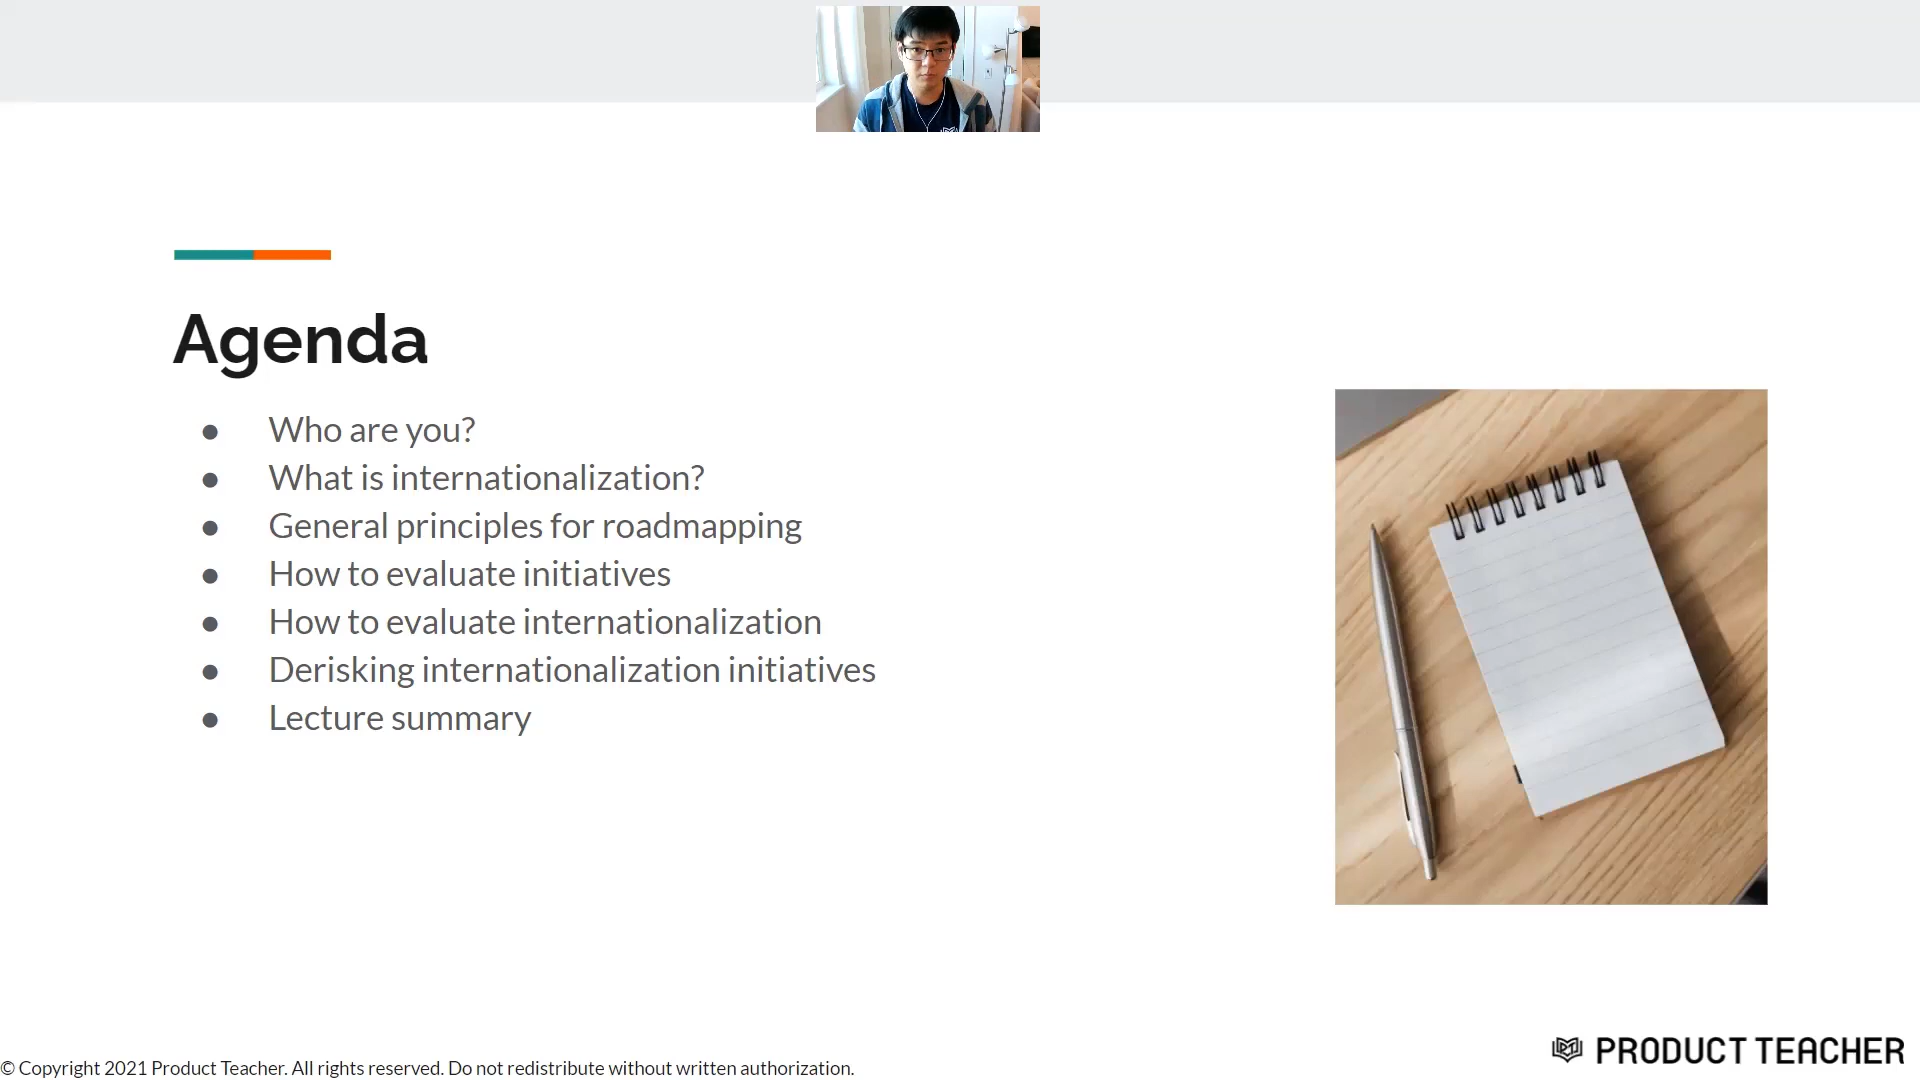 Agenda
● Who are you?
● What is internationalization?
● General principles for roadmapping
● How to evaluate initiatives
● How to evaluate internationalization
● Derisking internationalization initiatives
● Lecture summary
© Copyright 2021 Product Teacher. All rights reserved. Do not redistribute without written authorization.
PRODUCT TEACHER